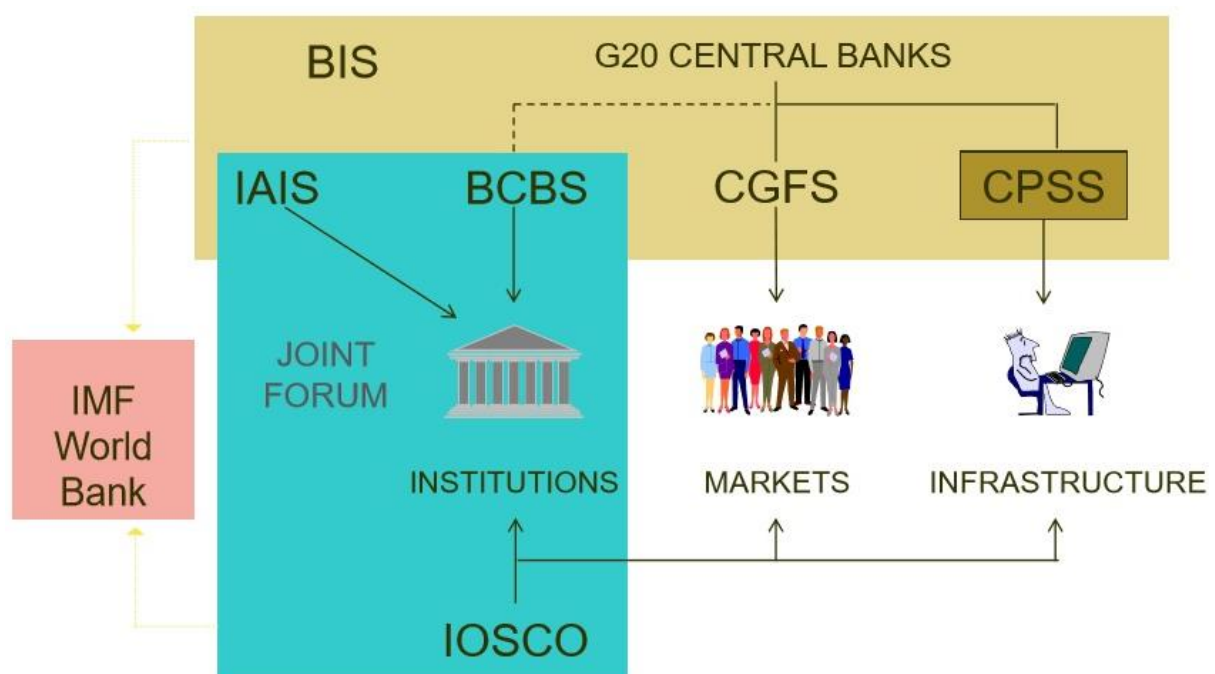 BIS
G20 CENTRAL BANKS
IAIS
BCBS
CGFS
CPSS
JOINT
FORUM
IMF
World
Bank
INSTITUTIONS
MARKETS
INFRASTRUCTURE
IOSCO